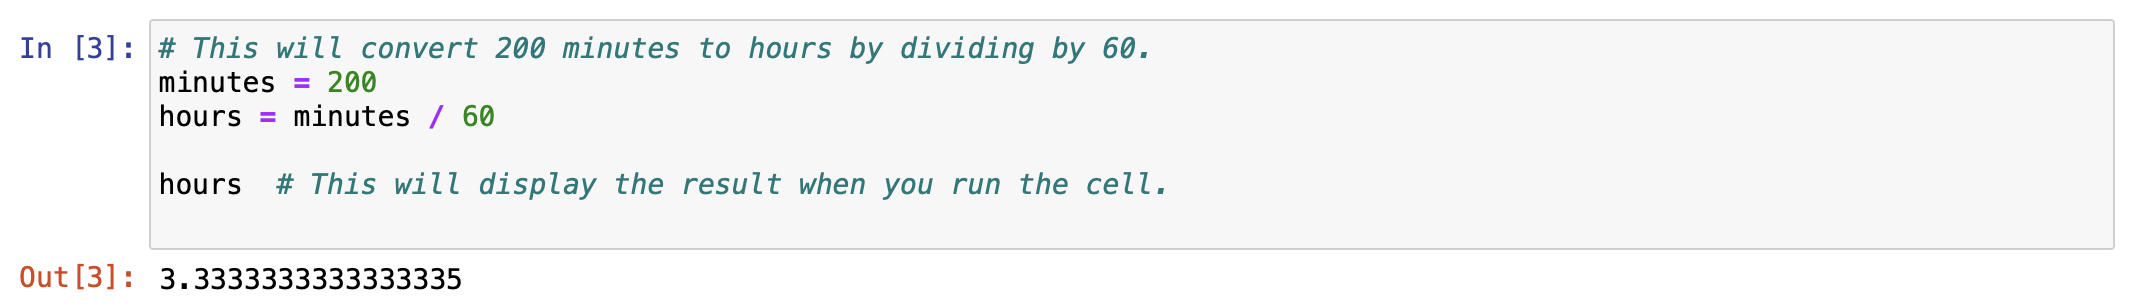 In [3]: # This will convert 200 minutes to hours by dividing by 60.
minutes = 200
hours = minutes / 60
hours  # This will display the result when you run the cell.
Out[3]: 3.3333333333333335